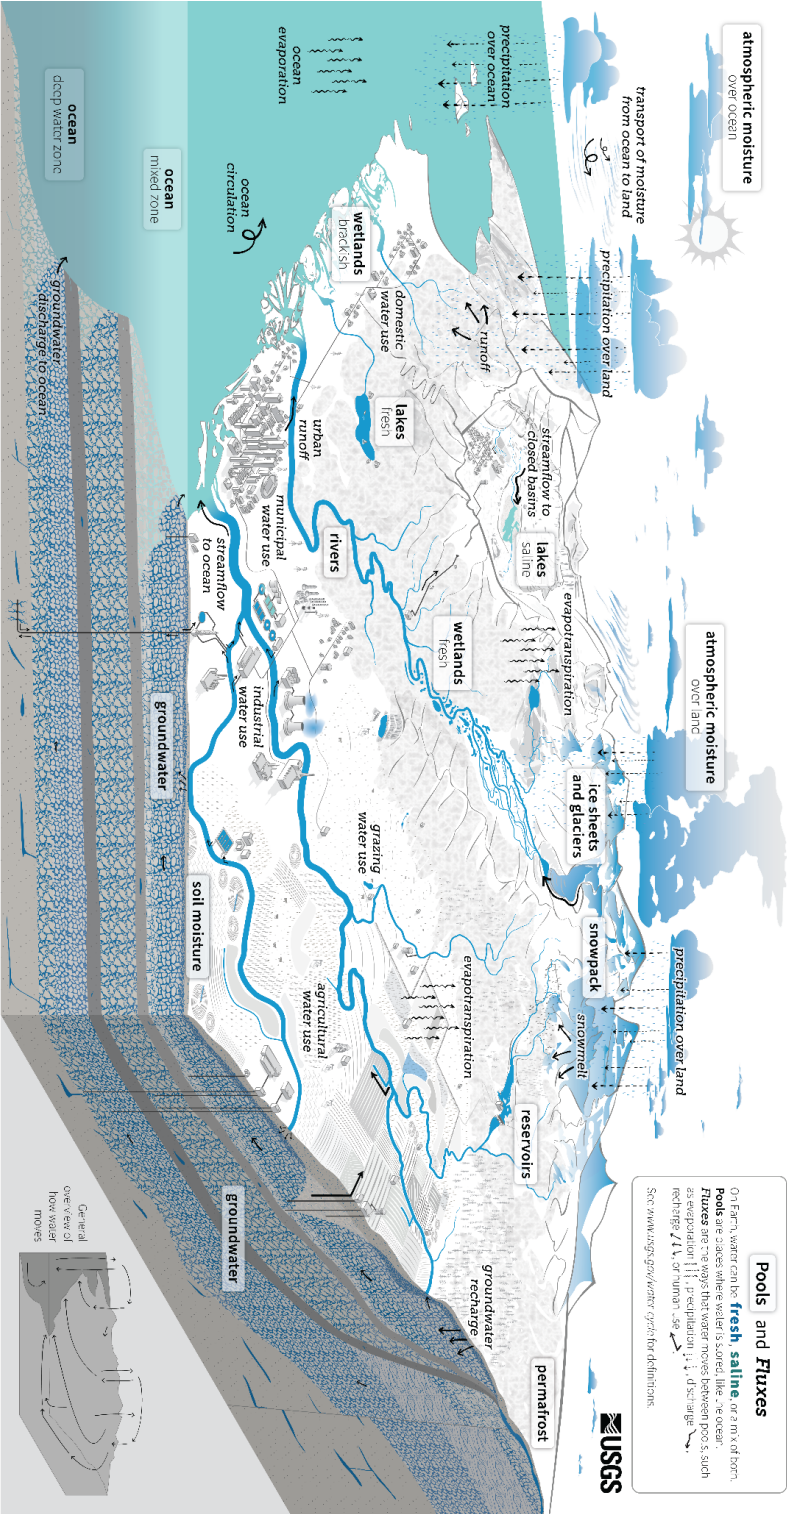 Pools and Fluxes
On Earth, water can be fresh, saline, or a mix of both.
Pools are places where water is stored, like the ocean.
Fluxes are the ways that water moves between pools, such
as evaporation, precipitation, discharge,
recharge, or human use.
See www.usgs.gov/water cycle for definitions.
USGS
atmospheric moisture
over ocean
atmospheric moisture
over land
transport of moisture
from ocean to land
precipitation
over ocean
ocean
evaporation
precipitation over land
precipitation over land
ice sheets
and glaciers
snowpack
snowmelt
evapotranspiration
streamflow to
closed basins
lakes
saline
runoff
reservoirs
permafrost
evapotranspiration
wetlands
fresh
lakes
fresh
domestic
water use
wetlands
brackish
grazing
water use
groundwater
recharge
rivers
urban
runoff
municipal
water use
agricultural
water use
industrial
water use
ocean
circulation
streamflow
to ocean
soil moisture
groundwater
groundwater
ocean
mixed zone
ocean
deep water zone
groundwater
discharge to ocean
General
overview of
how water
moves